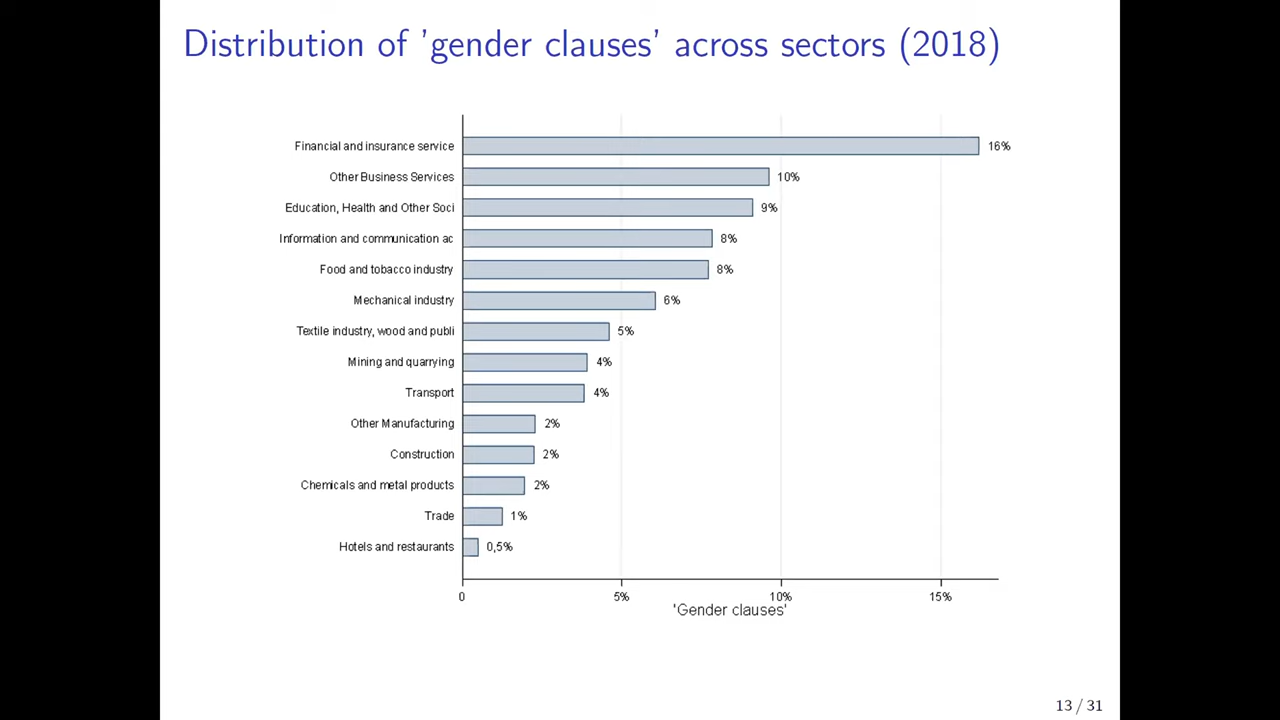 Distribution of 'gender clauses' across sectors (2018)
Financial and insurance service 16%
Other Business Services 10%
Education, Health and Other Soci 9%
Information and communication ac 8%
Food and tobacco industry 8%
Mechanical industry 6%
Textile industry, wood and publi 5%
Mining and quarrying 4%
Transport 4%
Other Manufacturing 2%
Construction 2%
Chemicals and metal products 2%
Trade 1%
Hotels and restaurants 0,5%
0 5% 10% 15%
'Gender clauses'
13 / 31